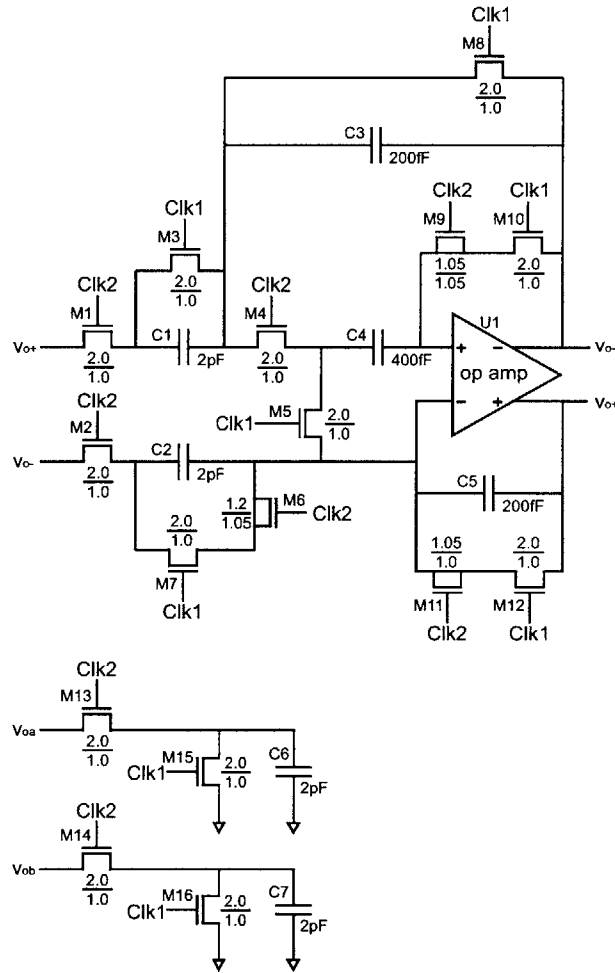 Clk1
M8
2.0
1.0
C3
200fF
Clk1
M3
2.0
1.0
Clk2
M9
1.05
1.05
Clk1
M10
2.0
1.0
Clk2
M1
Vo+
2.0
1.0
C1
2pF
Clk2
M4
2.0
1.0
C4
400fF
U1
+ −
op amp
− +
Vo-
Vo+
Clk1
M5
2.0
1.0
Clk2
M2
Vo-
2.0
1.0
C2
2pF
1.2
1.05
M6
Clk2
2.0
1.0
M7
Clk1
C5
200fF
1.05
1.0
M11
Clk2
2.0
1.0
M12
Clk1
Clk2
M13
Voa
2.0
1.0
Clk1
M15
2.0
1.0
C6
2pF
Clk2
M14
Vob
2.0
1.0
Clk1
M16
2.0
1.0
C7
2pF